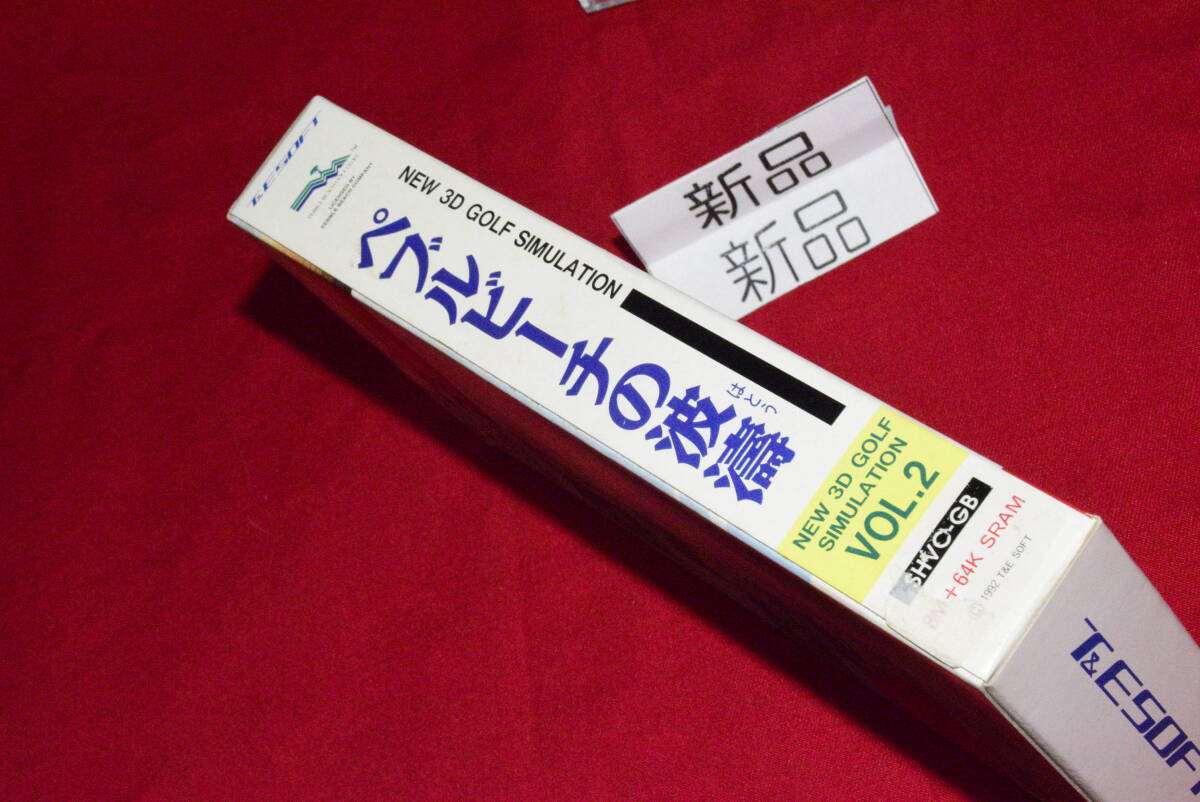 T&ESOFT
LICENSED BY
PEBBLE BEACH COMPANY
NEW 3D GOLF SIMULATION
ペブルビーチの波濤
はとう
NEW 3D GOLF
SIMULATION
VOL.2
SHVC-GB
8M+64K SRAM
©1992 T&E SOFT
T&ESOFT
新品
新品